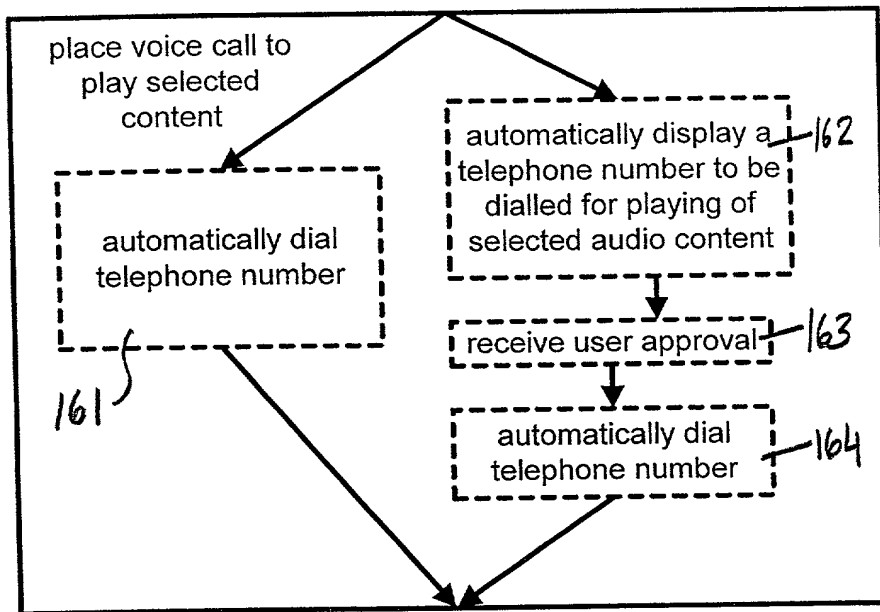 place voice call to
play selected
content
automatically dial
telephone number
161
automatically display a
telephone number to be
dialled for playing of
selected audio content
162
receive user approval
163
automatically dial
telephone number
164